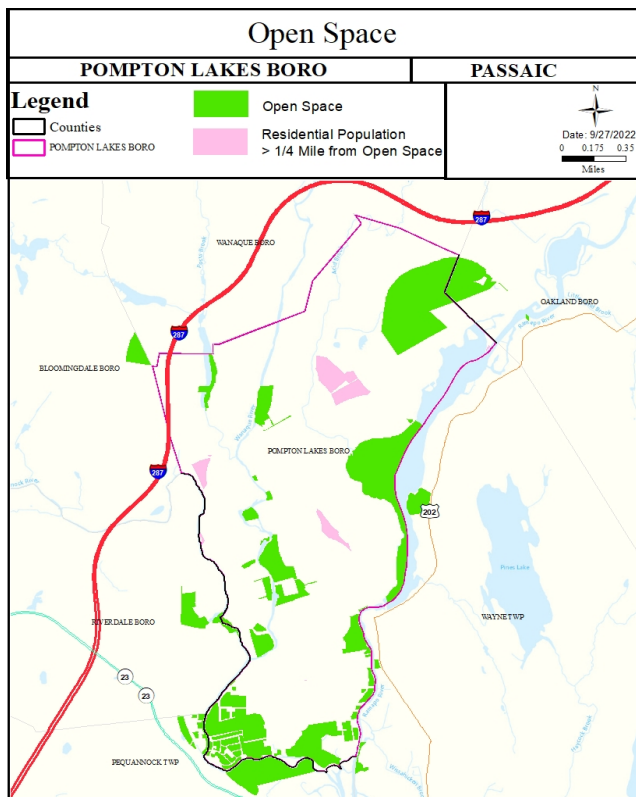 Open Space
POMPTON LAKES BORO
PASSAIC
Legend
Counties
POMPTON LAKES BORO
Open Space
Residential Population
> 1/4 Mile from Open Space
N
Date: 9/27/2022
0 0.175 0.35
Miles
287
WANAQUE BORO
OAKLAND BORO
287
BLOOMINGDALE BORO
POMPTON LAKES BORO
287
202
Pines Lake
WAYNE TWP
RIVERDALE BORO
23
23
Ramapo River
PEQUANNOCK TWP